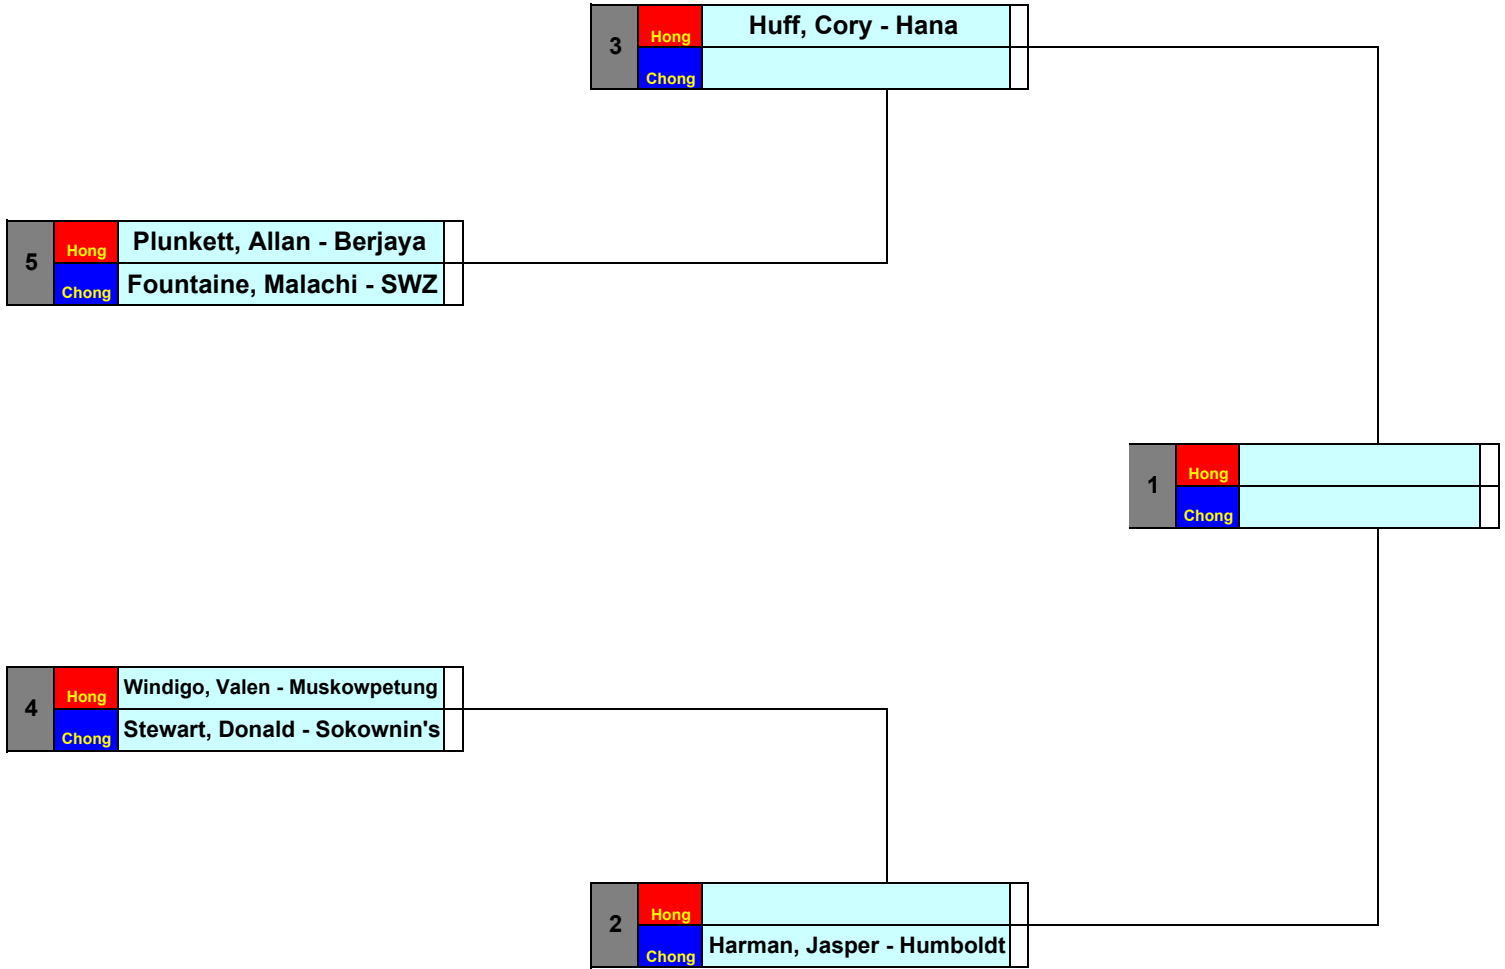 3
Hong
Huff, Cory - Hana
Chong
5
Hong
Plunkett, Allan - Berjaya
Chong
Fountaine, Malachi - SWZ
1
Hong
Chong
4
Hong
Windigo, Valen - Muskowpetung
Chong
Stewart, Donald - Sokownin's
2
Hong
Chong
Harman, Jasper - Humboldt